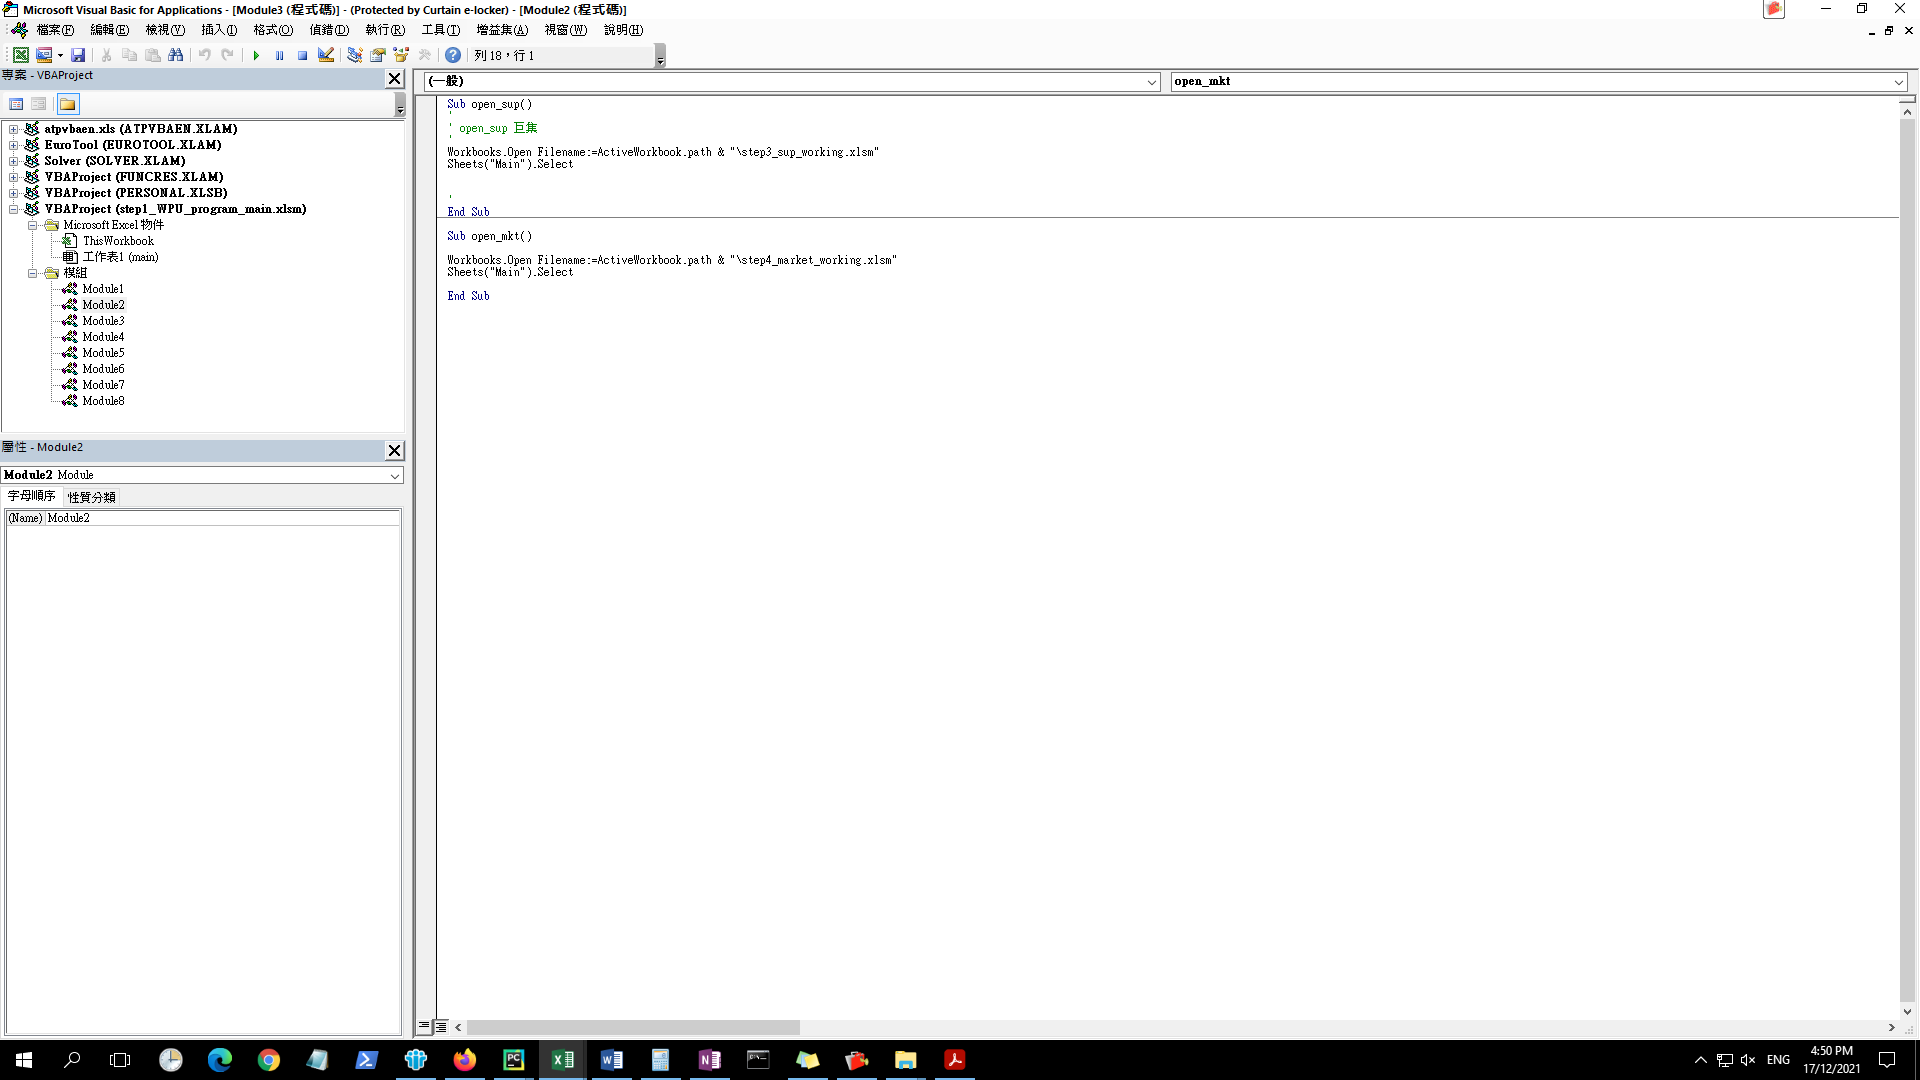 Microsoft Visual Basic for Applications - [Module3 (程式碼)] - (Protected by Curtain e-locker) - [Module2 (程式碼)]
檔案(F) 編輯(E) 檢視(V) 插入(I) 格式(O) 偵錯(D) 執行(R) 工具(T) 增益集(A) 視窗(W) 說明(H)
列 18，行 1
專案 - VBAProject
atpvbaen.xls (ATPVBAEN.XLAM)
EuroTool (EUROTOOL.XLAM)
Solver (SOLVER.XLAM)
VBAProject (FUNCRES.XLAM)
VBAProject (PERSONAL.XLSB)
VBAProject (step1_WPU_program_main.xlsm)
Microsoft Excel 物件
ThisWorkbook
工作表1 (main)
模組
Module1
Module2
Module3
Module4
Module5
Module6
Module7
Module8
屬性 - Module2
Module2 Module
字母順序 性質分類
(Name) Module2
(一般) open_mkt
Sub open_sup()
'
' open_sup 巨集
'
Workbooks.Open Filename:=ActiveWorkbook.path & "\step3_sup_working.xlsm"
Sheets("Main").Select
'
End Sub
Sub open_mkt()
Workbooks.Open Filename:=ActiveWorkbook.path & "\step4_market_working.xlsm"
Sheets("Main").Select
End Sub
ENG
4:50 PM
17/12/2021